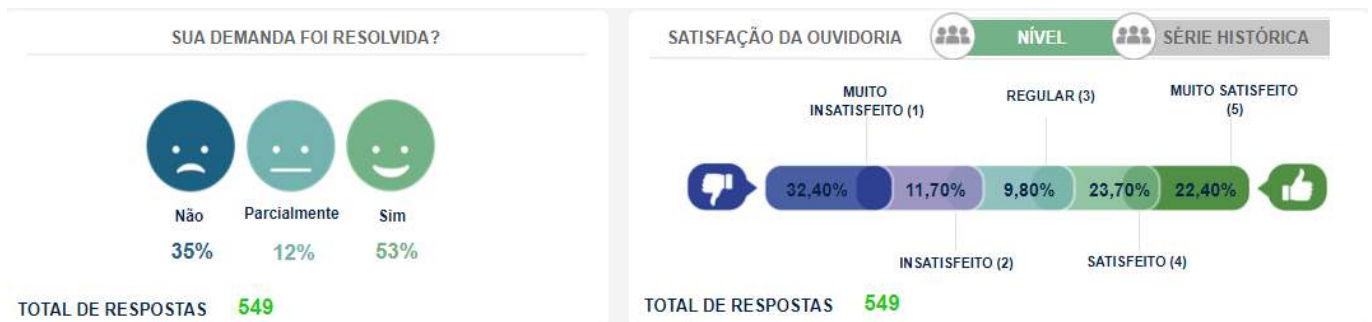 SUA DEMANDA FOI RESOLVIDA?
Não
Parcialmente
Sim
35%
12%
53%
TOTAL DE RESPOSTAS 549
SATISFAÇÃO DA OUVIDORIA
NÍVEL
SÉRIE HISTÓRICA
MUITO
INSATISFEITO (1)
REGULAR (3)
MUITO SATISFEITO
(5)
32,40%
11,70%
9,80%
23,70%
22,40%
INSATISFEITO (2)
SATISFEITO (4)
TOTAL DE RESPOSTAS 549